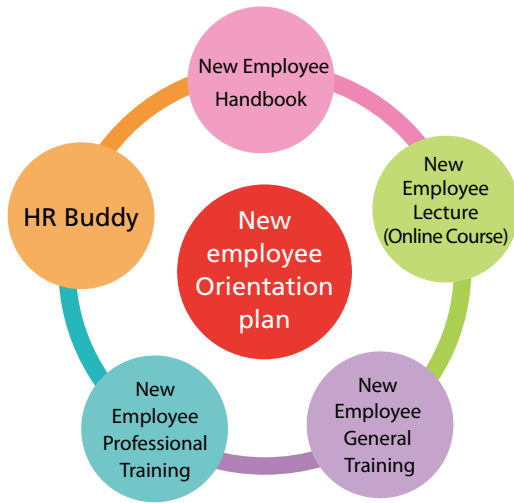 New Employee
Handbook
New
Employee
Lecture
(Online Course)
New
Employee
General
Training
New
Employee
Professional
Training
HR Buddy
New
employee
Orientation
plan